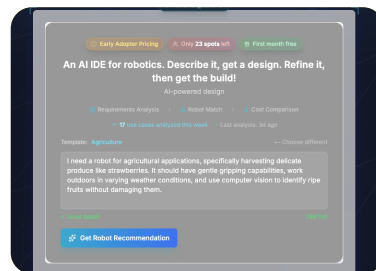 Early Adopter Pricing
Only 23 spots left
First month free
An AI IDE for robotics. Describe it, get a design. Refine it,
then get the build!
AI-powered design
Requirements Analysis
Robot Match
Cost Comparison
17 use cases analyzed this week
Last analysis: 3d ago
Template: Agriculture
← Choose different
I need a robot for agricultural applications, specifically harvesting delicate
produce like strawberries. It should have gentle gripping capabilities, work
outdoors in varying weather conditions, and use computer vision to identify ripe
fruits without damaging them.
Get Robot Recommendation